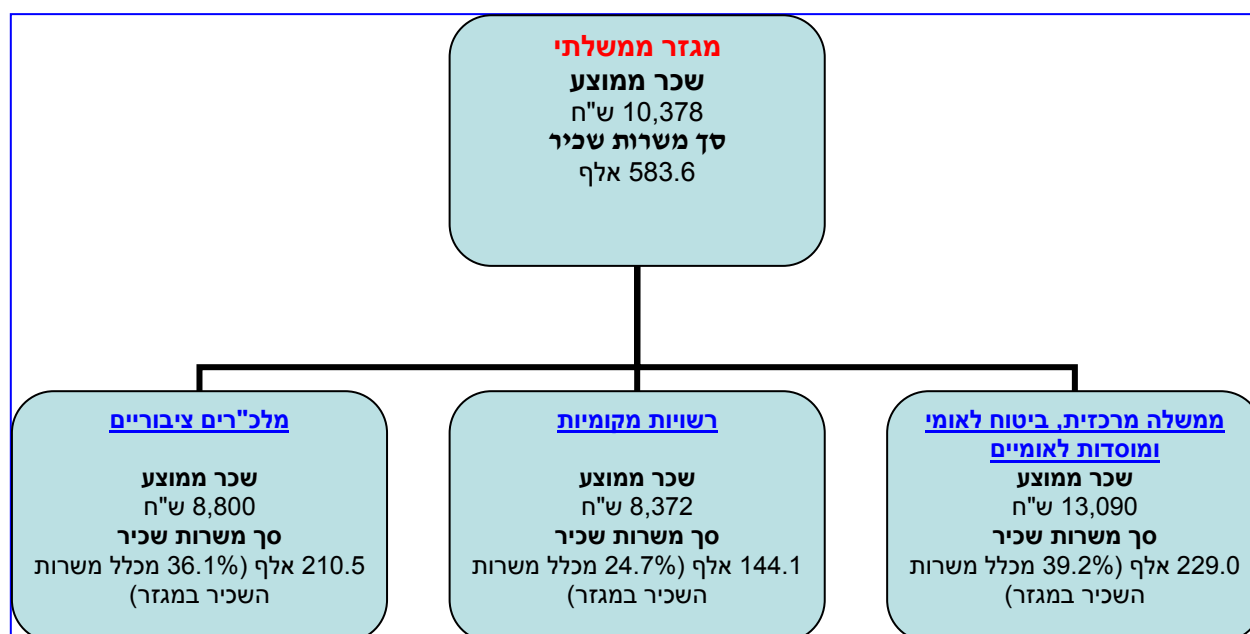 מגזר ממשלתי
שכר ממוצע
10,378 ש"ח
סך משרות שכיר
583.6 אלף
ממשלה מרכזית, ביטוח לאומי
ומוסדות לאומיים
שכר ממוצע
13,090 ש"ח
סך משרות שכיר
229.0 אלף (39.2% מכלל משרות
השכיר במגזר)
רשויות מקומיות
שכר ממוצע
8,372 ש"ח
סך משרות שכיר
144.1 אלף (24.7% מכלל משרות
השכיר במגזר)
מלכ"רים ציבוריים
שכר ממוצע
8,800 ש"ח
סך משרות שכיר
210.5 אלף (36.1% מכלל משרות
השכיר במגזר)